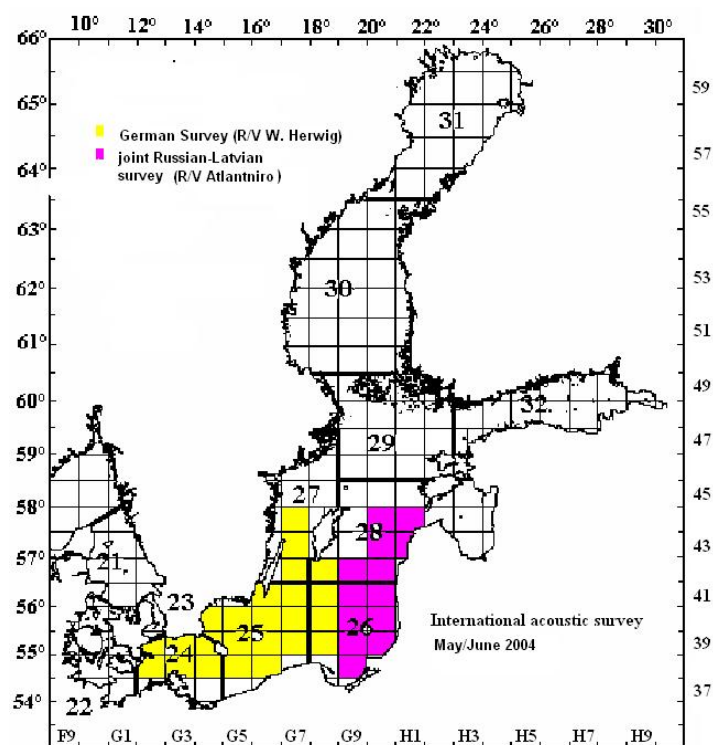 10° 12° 14° 16° 18° 20° 22° 24° 26° 28° 30°
66°
65° 59
31
German Survey (R/V W. Herwig)
joint Russian-Latvian
survey (R/V Atlantniro)
64° 57
63° 55
62° 30 53
61° 51
60° 32 49
59° 29 47
58° 27 45
28
57° 21 43
56° 23 41
International acoustic survey
55° 24 25 26 39
May/June 2004
54° 22 37
F9 G1 G3 G5 G7 G9 H1 H3 H5 H7 H9